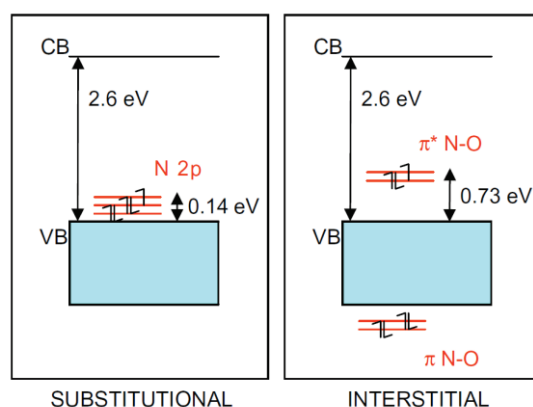 CB
2.6 eV
N 2p
0.14 eV
VB
SUBSTITUTIONAL
CB
2.6 eV
π* N-O
0.73 eV
VB
π N-O
INTERSTITIAL